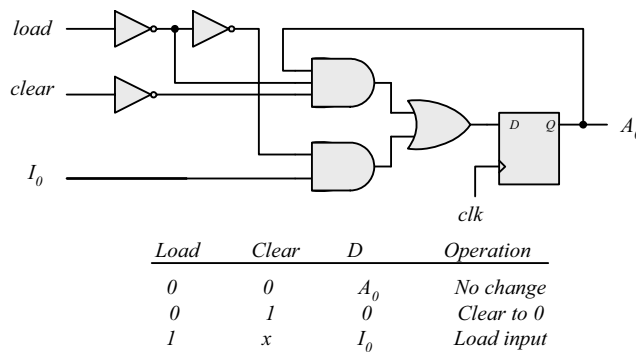 load
clear
I0
D Q
A0
clk
Load Clear D Operation
0 0 A0 No change
0 1 0 Clear to 0
1 x I0 Load input